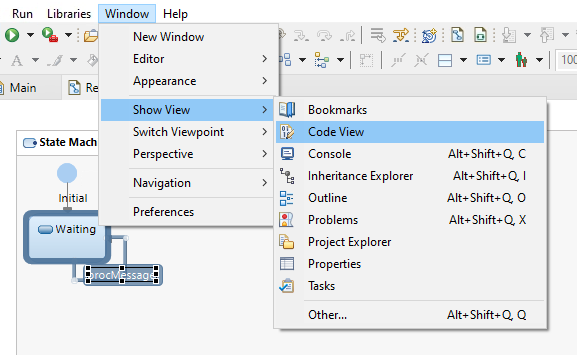 Run Libraries Window Help
New Window
Editor
Appearance
Show View
Switch Viewpoint
Perspective
Navigation
Preferences
Bookmarks
Code View
Console Alt+Shift+Q, C
Inheritance Explorer Alt+Shift+Q, I
Outline Alt+Shift+Q, O
Problems Alt+Shift+Q, X
Project Explorer
Properties
Tasks
Other... Alt+Shift+Q, Q
100
Main Re
State Mach
Initial
Waiting
procMessage